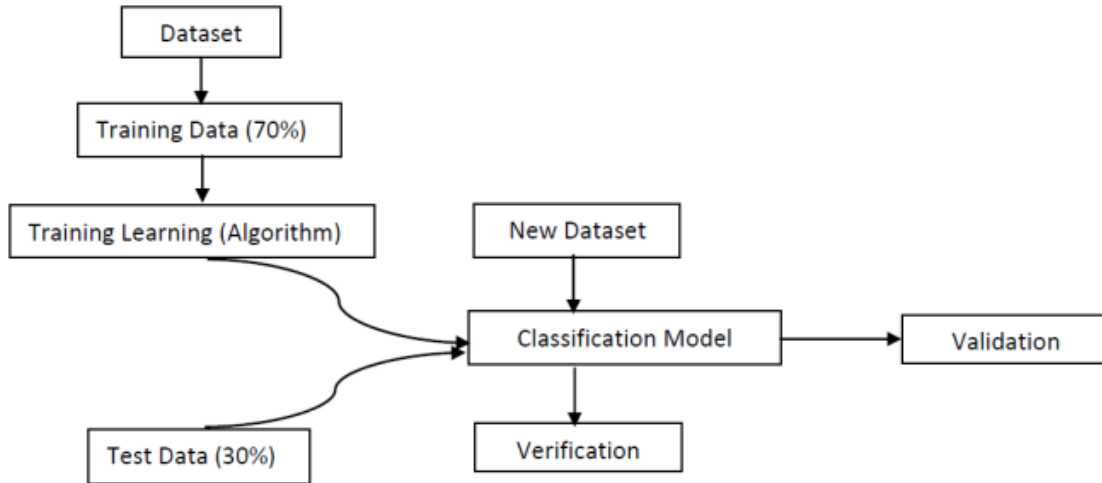 Dataset
Training Data (70%)
Training Learning (Algorithm)
New Dataset
Classification Model
Validation
Test Data (30%)
Verification